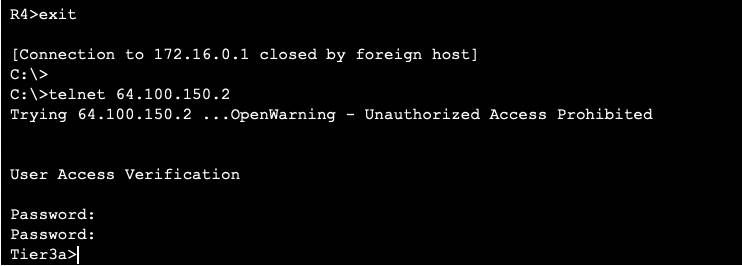 R4>exit
[Connection to 172.16.0.1 closed by foreign host]
C:\>
C:\>telnet 64.100.150.2
Trying 64.100.150.2 ...OpenWarning - Unauthorized Access Prohibited
User Access Verification
Password:
Password:
Tier3a>